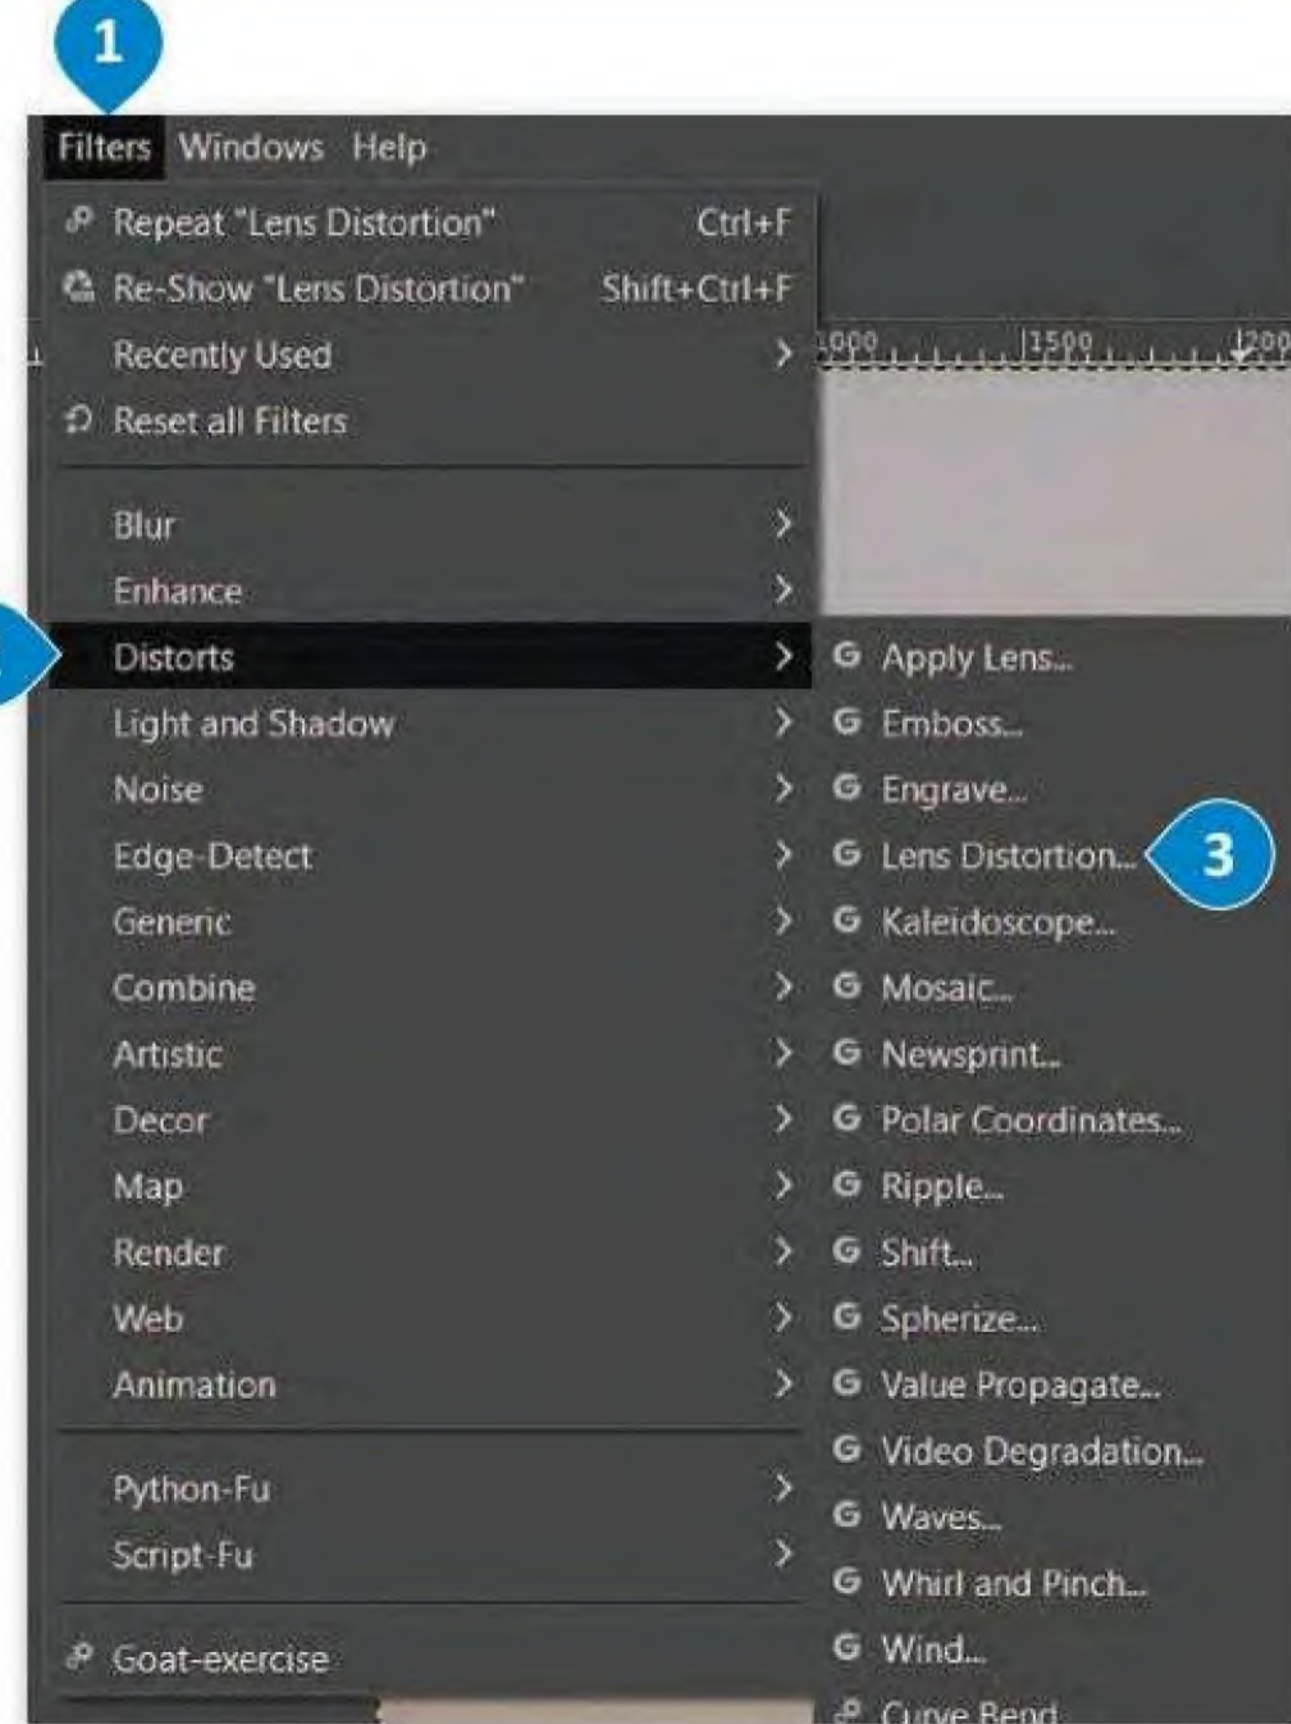 1
Filters Windows Help
Repeat "Lens Distortion" Ctrl+F
Re-Show "Lens Distortion" Shift+Ctrl+F
Recently Used >
1000 1500 200
Reset all Filters
Blur >
Enhance >
Distorts >
Light and Shadow >
Noise >
Edge-Detect >
Generic >
Combine >
Artistic >
Decor >
Map >
Render >
Web >
Animation >
Python-Fu >
Script-Fu >
Goat-exercise
G Apply Lens...
G Emboss...
G Engrave...
G Lens Distortion... 3
G Kaleidoscope...
G Mosaic...
G Newsprint...
G Polar Coordinates...
G Ripple...
G Shift...
G Spherize...
G Value Propagate...
G Video Degradation...
G Waves...
G Whirl and Pinch...
G Wind...
Curve Bend